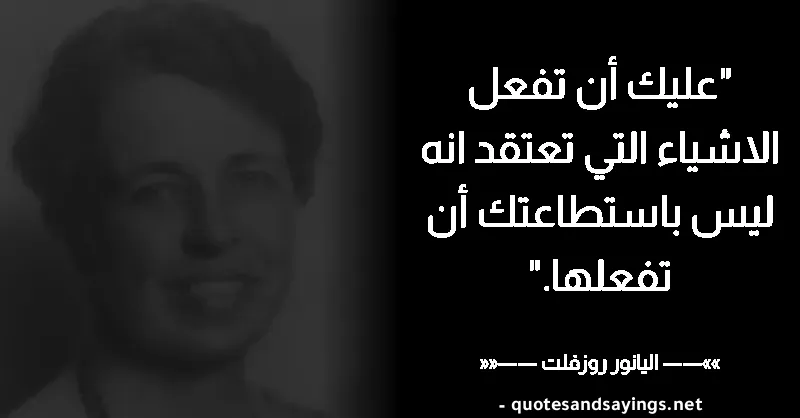 "عليك أن تفعل
الاشياء التي تعتقد انه
ليس باستطاعتك أن
تفعلها."
»»—— اليانور روزفلت ——««
- quotesandsayings.net